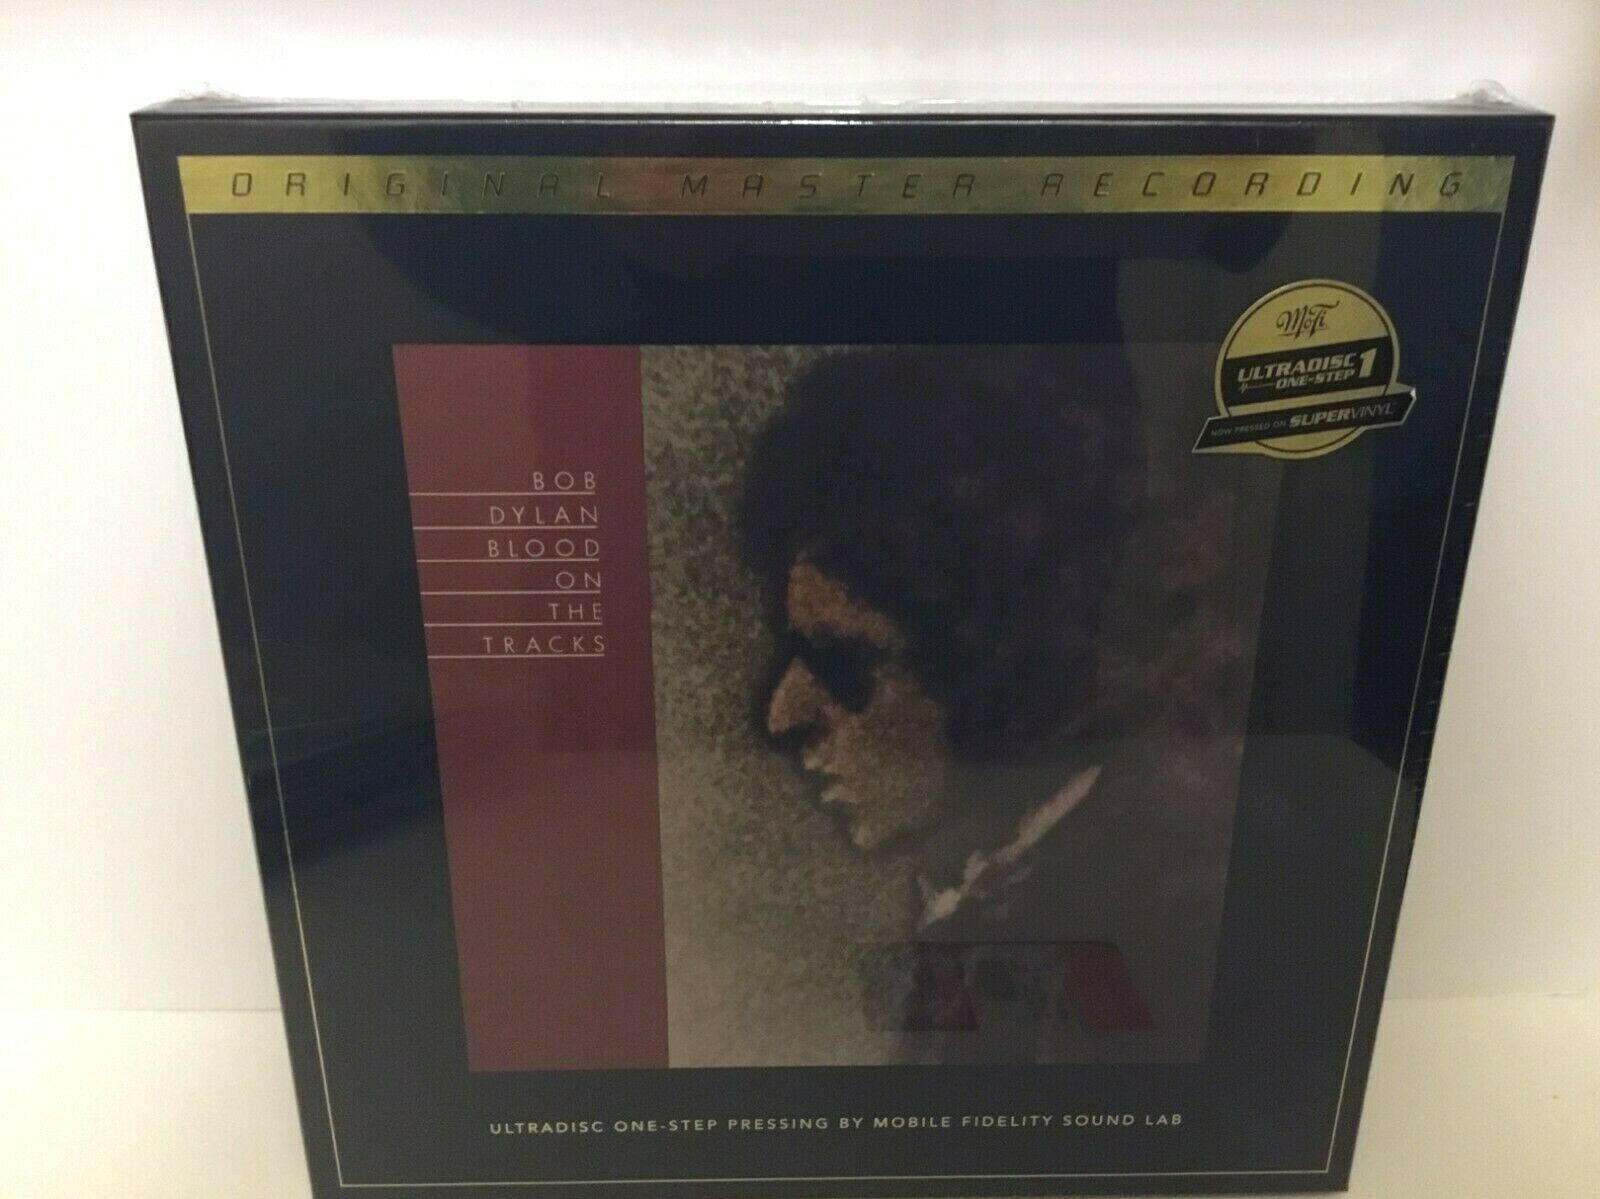 ORIGINAL MASTER RECORDING
MoFi
ULTRADISC 1
ONE-STEP
NOW PRESSED ON SUPERVINYL
BOB
DYLAN
BLOOD
ON
THE
TRACKS
ULTRADISC ONE-STEP PRESSING BY MOBILE FIDELITY SOUND LAB